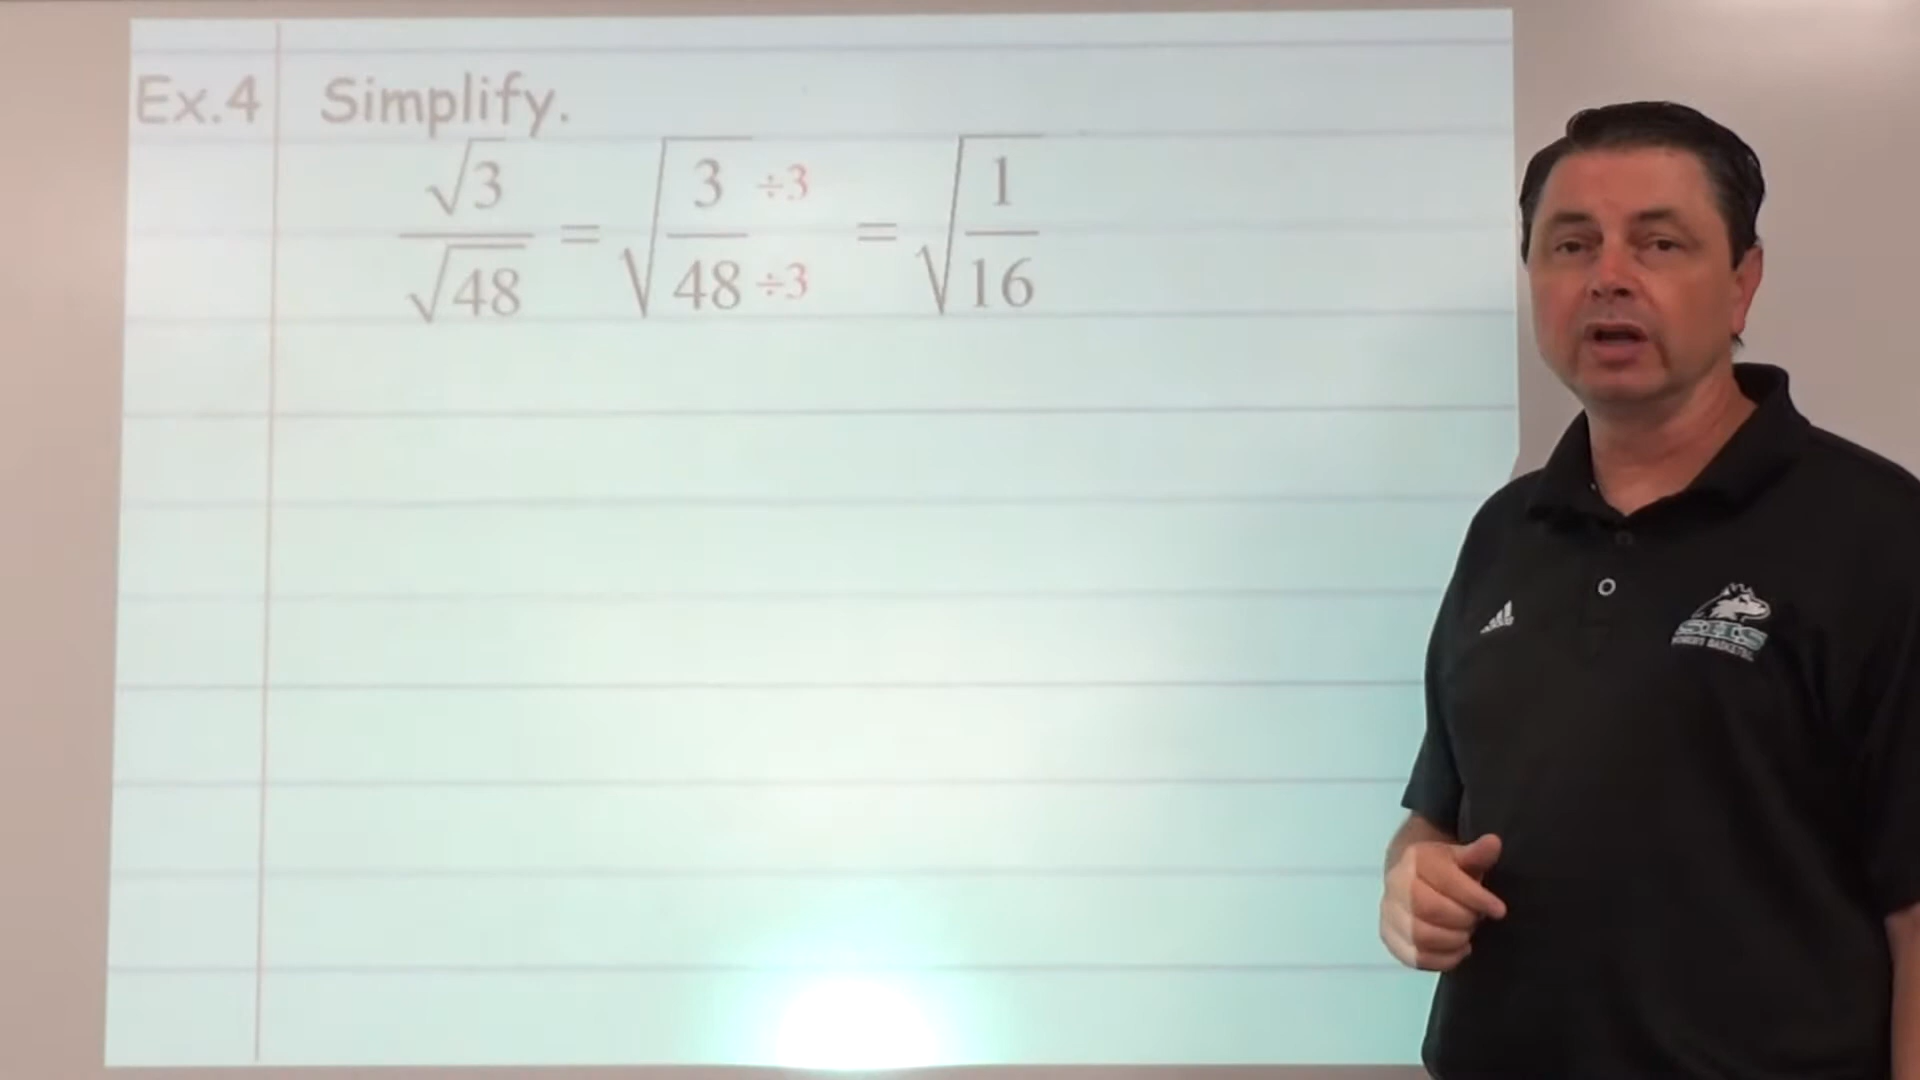 Ex.4 Simplify.
√3/√48 = √(3 ÷3/48 ÷3) = √(1/16)